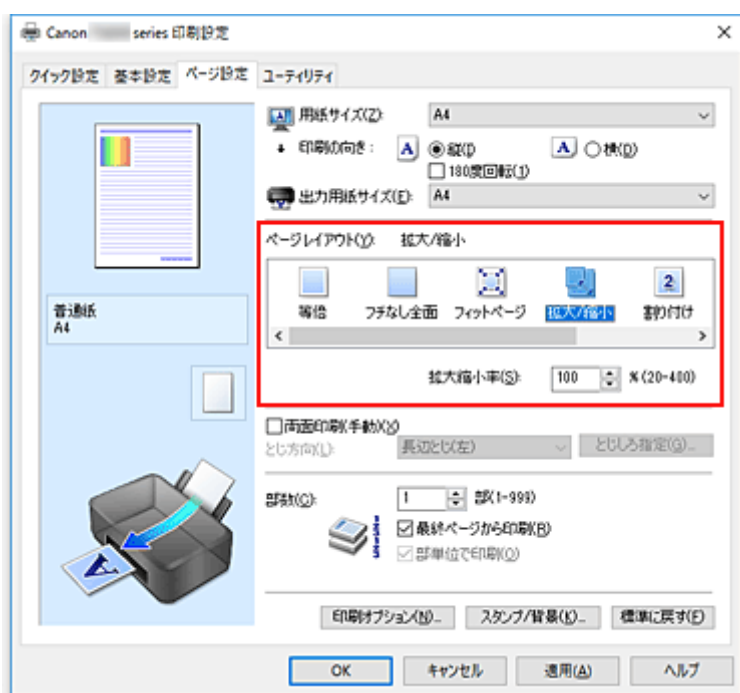 Canon series 印刷設定
クイック設定 基本設定 ページ設定 ユーティリティ
用紙サイズ(Z): A4
印刷の向き: A 縦(I) A 横(D)
180度回転(1)
出力用紙サイズ(E): A4
ページレイアウト(Y): 拡大/縮小
2
等倍 フチなし全面 フィットページ 拡大/縮小 割り付け
普通紙
A4
拡大縮小率(S): 100 % (20-400)
両面印刷(手動)(X)
とじ方向(L): 長辺とじ(左) とじしろ指定(G)...
部数(C): 1 部(1-999)
最終ページから印刷(R)
部単位で印刷(O)
印刷オプション(N)... スタンプ/背景(K)... 標準に戻す(F)
OK キャンセル 適用(A) ヘルプ